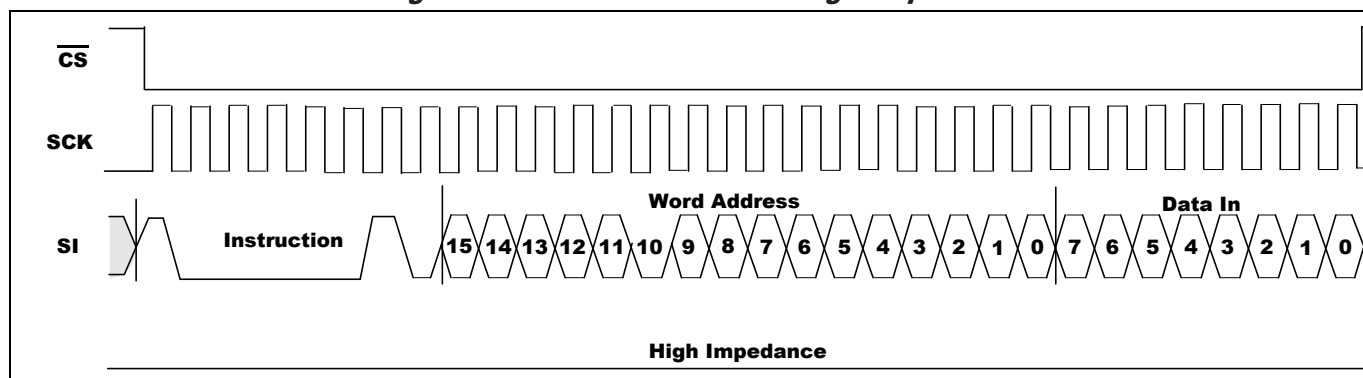 CS
SCK
Word Address
Data In
SI
Instruction
15 14 13 12 11 10 9 8 7 6 5 4 3 2 1 0 7 6 5 4 3 2 1 0
High Impedance